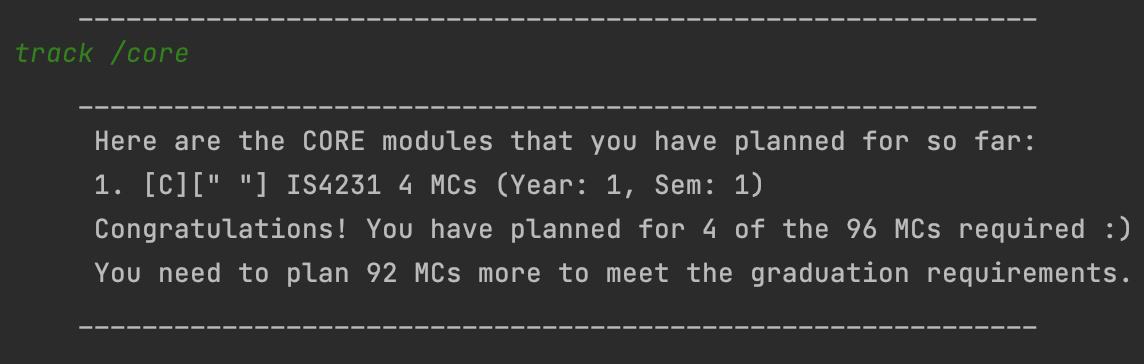 ____________________________________________________________
track /core
____________________________________________________________
Here are the CORE modules that you have planned for so far:
1. [C][" "] IS4231 4 MCs (Year: 1, Sem: 1)
Congratulations! You have planned for 4 of the 96 MCs required :)
You need to plan 92 MCs more to meet the graduation requirements.
____________________________________________________________